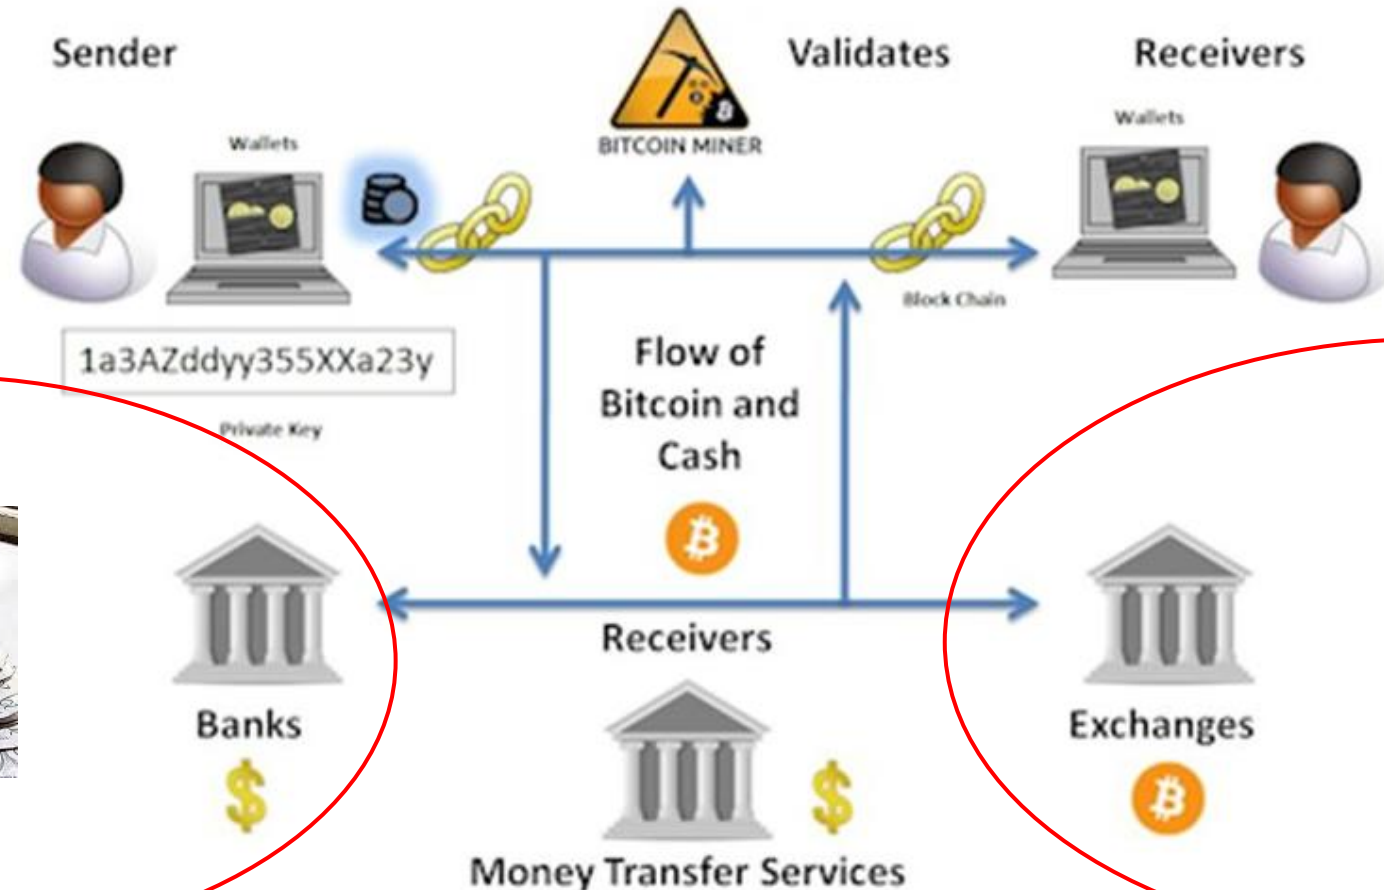 Sender
Validates
Receivers
Wallets
BITCOIN MINER
Wallets
Block Chain
1a3AZddyy355XXa23y
Private Key
Flow of
Bitcoin and
Cash
Receivers
Banks
Exchanges
$
$
Money Transfer Services